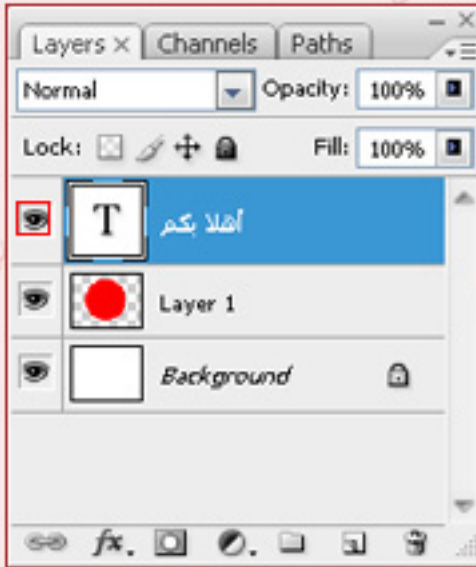 Layers Channels Paths
Normal Opacity: 100%
Lock: Fill: 100%
T أهلا بكم
Layer 1
Background
fx.